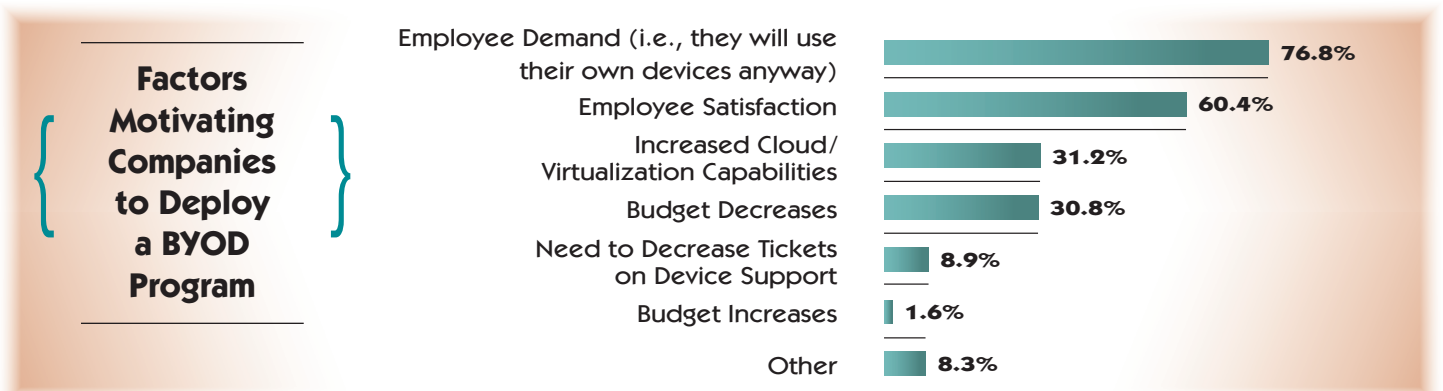 Factors
Motivating
Companies
to Deploy
a BYOD
Program
Employee Demand (i.e., they will use
their own devices anyway)
76.8%
Employee Satisfaction
60.4%
Increased Cloud/
Virtualization Capabilities
31.2%
Budget Decreases
30.8%
Need to Decrease Tickets
on Device Support
8.9%
Budget Increases
1.6%
Other
8.3%